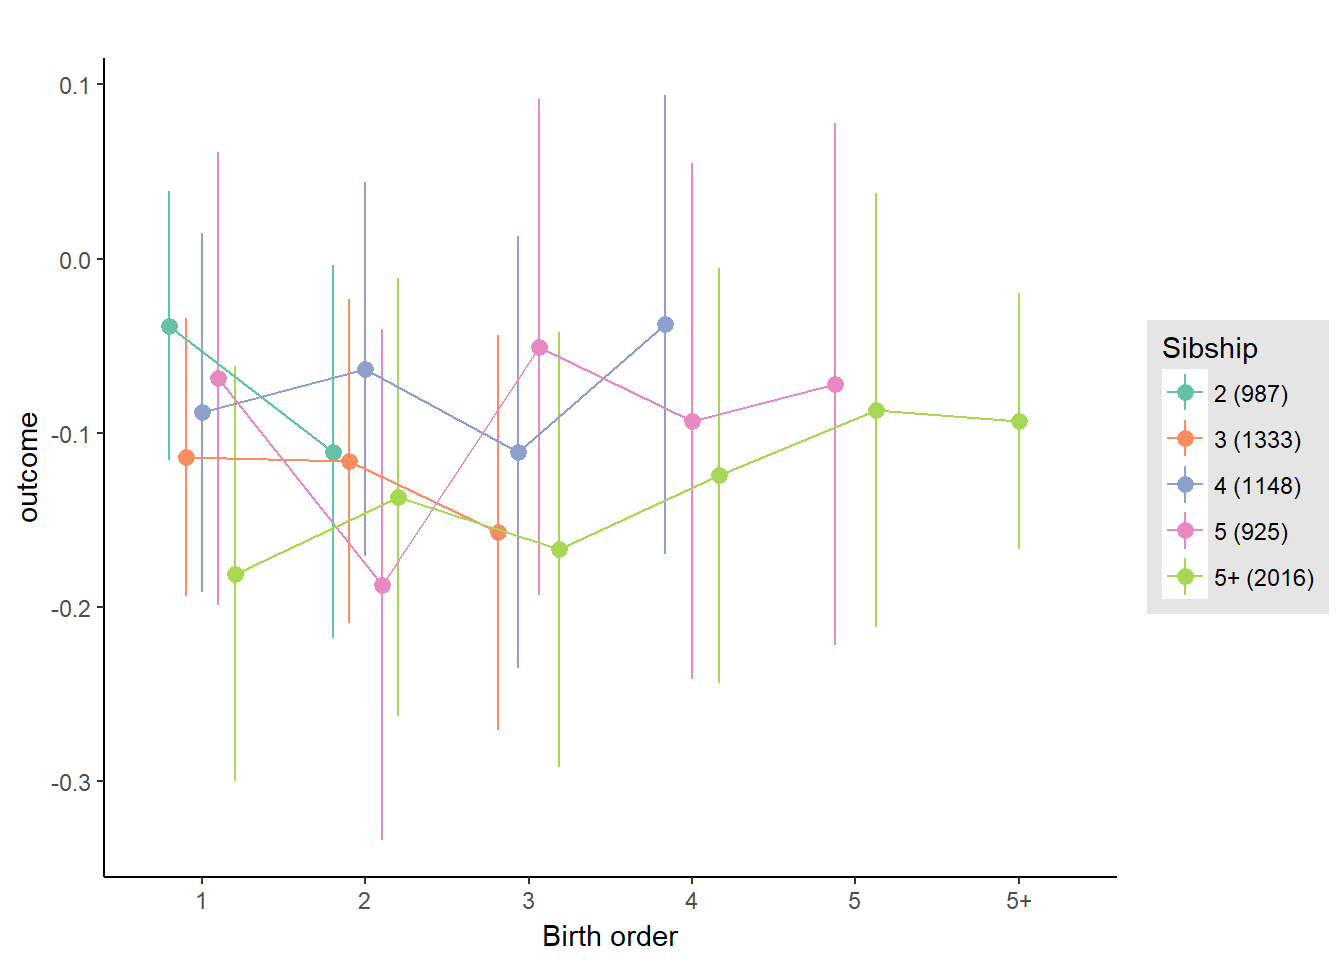 0.1
0.0
-0.1
-0.2
-0.3
outcome
1 2 3 4 5 5+
Birth order
Sibship
2 (987)
3 (1333)
4 (1148)
5 (925)
5+ (2016)